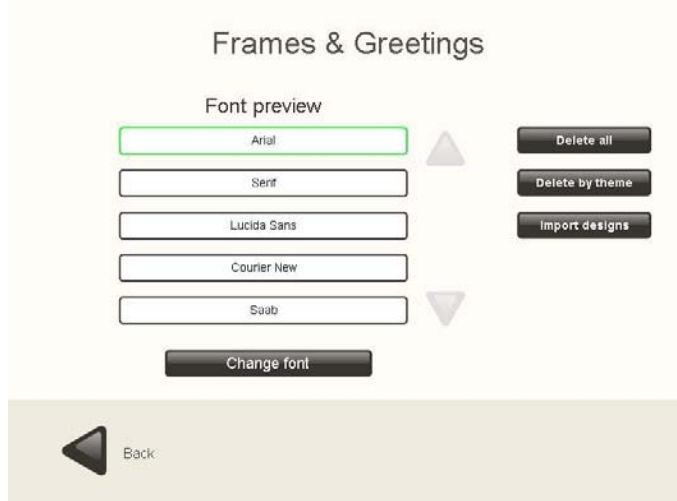 Frames & Greetings
Font preview
Arial
Serif
Lucida Sans
Courier New
Saab
Change font
Delete all
Delete by theme
Import designs
Back